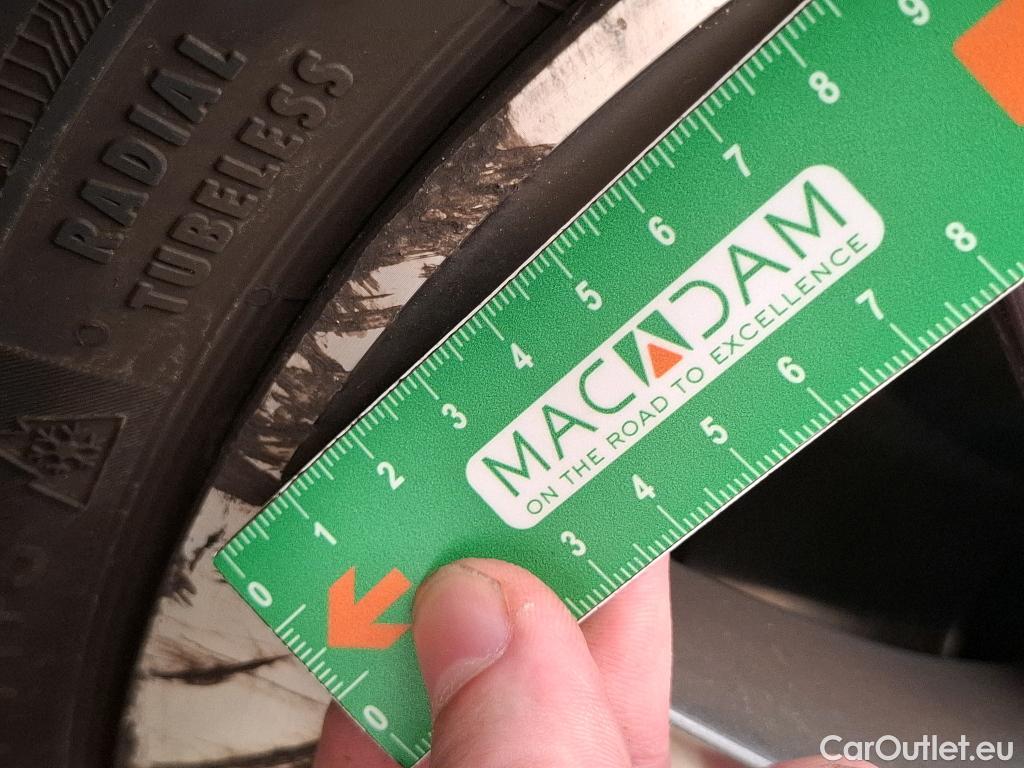 RADIAL
TUBELESS
MACADAM
ON THE ROAD TO EXCELLENCE
0 1 2 3 4 5 6 7 8 9
0 3 4 5 6 7 8
CarOutlet.eu